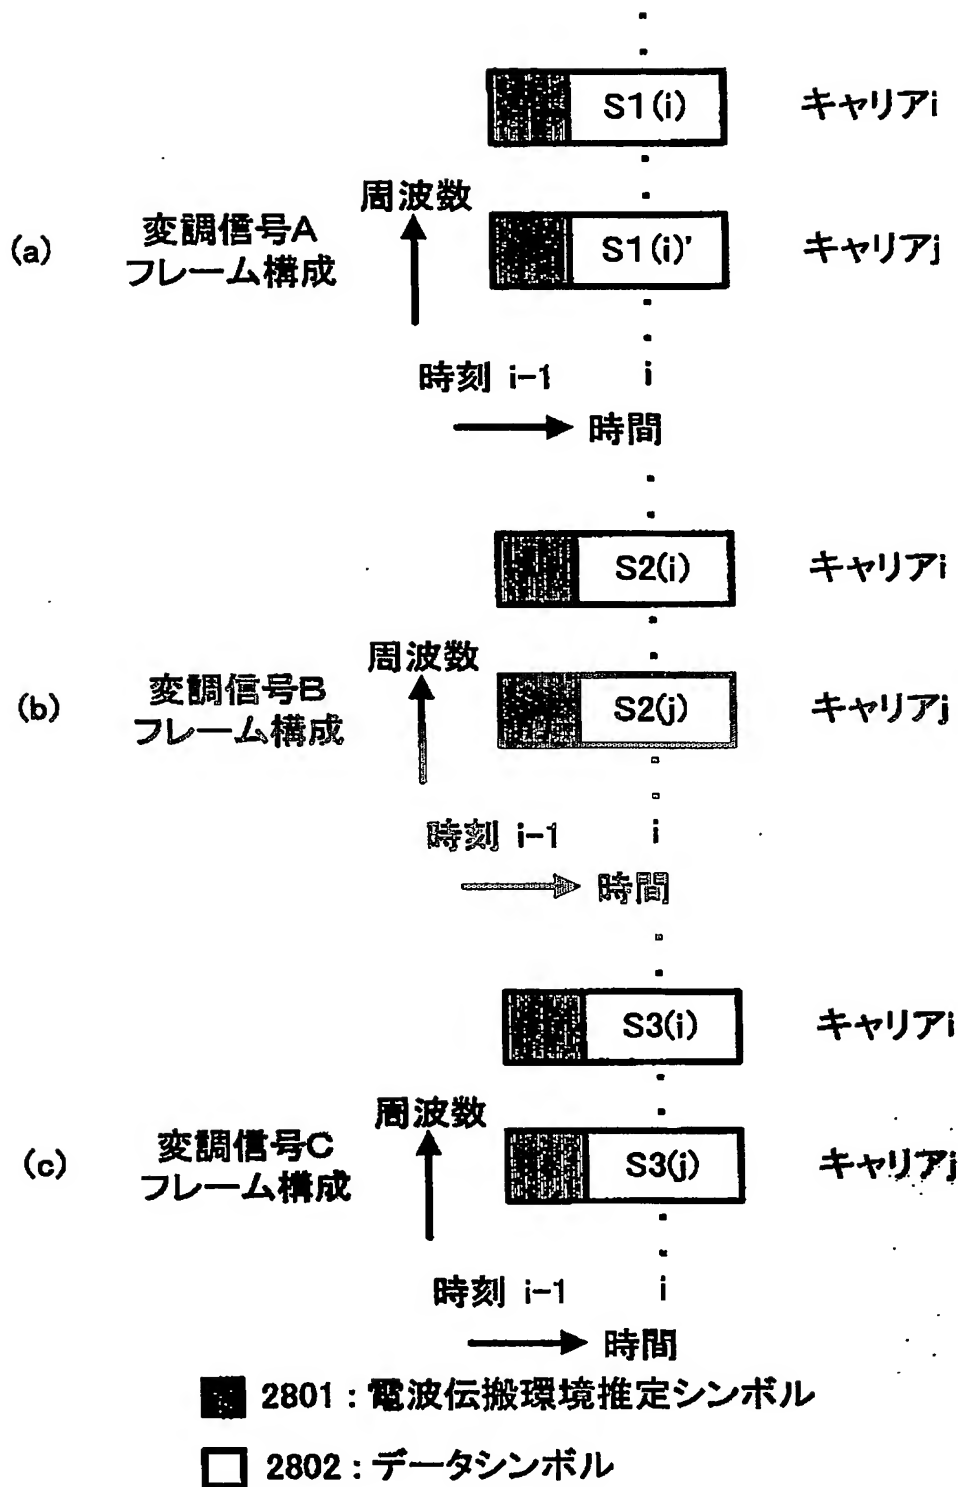 S1(i) キャリアi
周波数
(a) 変調信号A
フレーム構成
S1(i)' キャリアj
時刻 i-1 i
時間
S2(i) キャリアi
周波数
(b) 変調信号B
フレーム構成
S2(j) キャリアj
時刻 i-1 i
時間
S3(i) キャリアi
周波数
(c) 変調信号C
フレーム構成
S3(j) キャリアj
時刻 i-1 i
時間
2801 : 電波伝搬環境推定シンボル
2802 : データシンボル